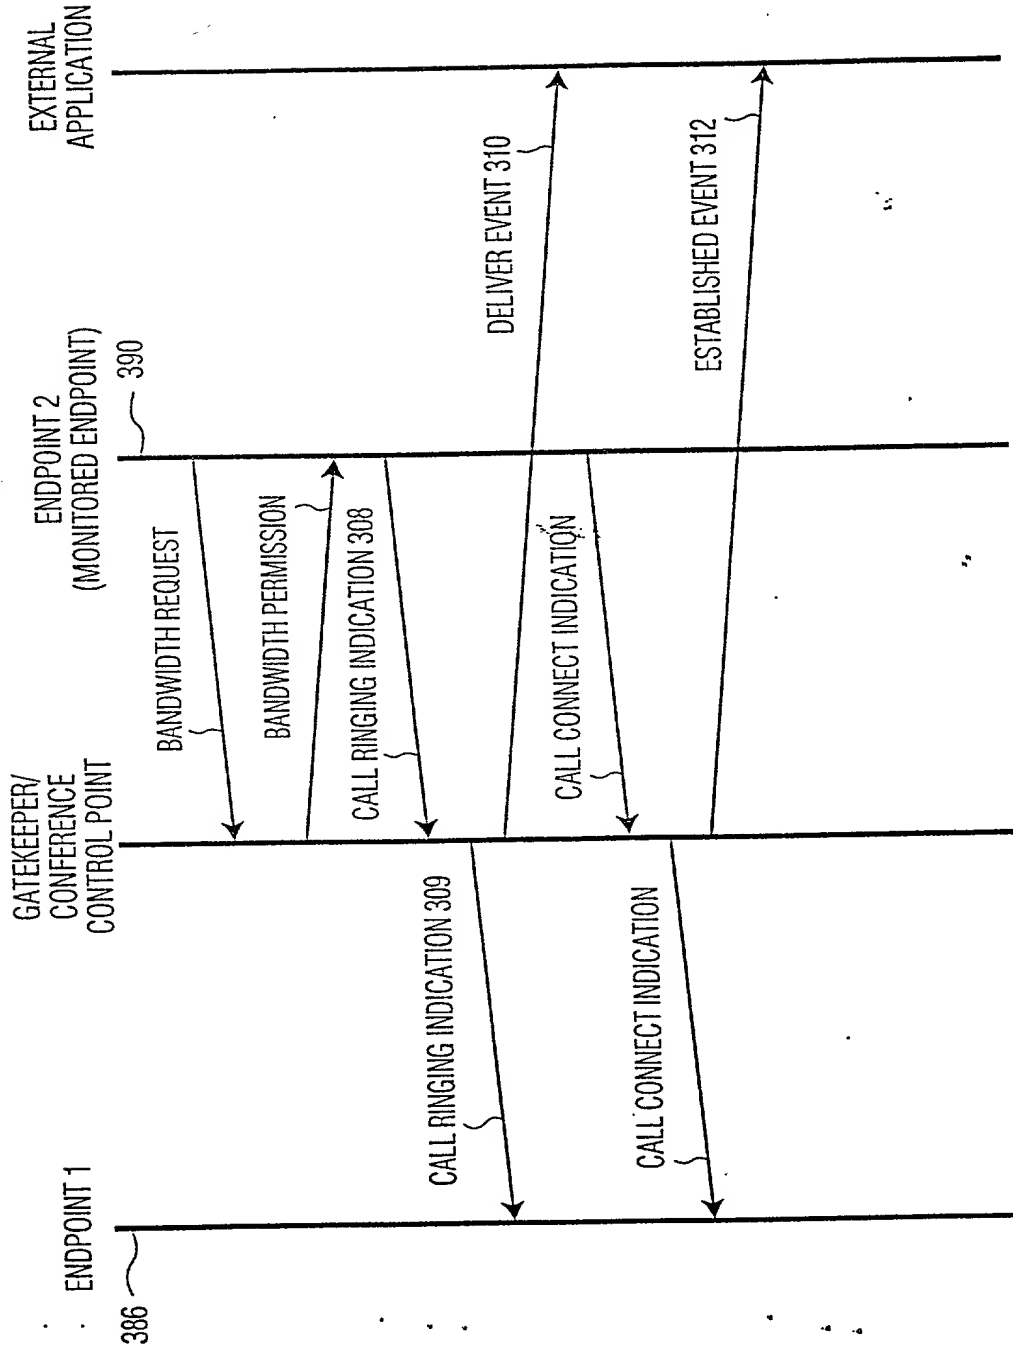 ENDPOINT 1
386
GATEKEEPER/
CONFERENCE
CONTROL POINT
ENDPOINT 2
(MONITORED ENDPOINT)
390
EXTERNAL
APPLICATION
BANDWIDTH REQUEST
BANDWIDTH PERMISSION
CALL RINGING INDICATION 308
CALL RINGING INDICATION 309
DELIVER EVENT 310
CALL CONNECT INDICATION
CALL CONNECT INDICATION
ESTABLISHED EVENT 312